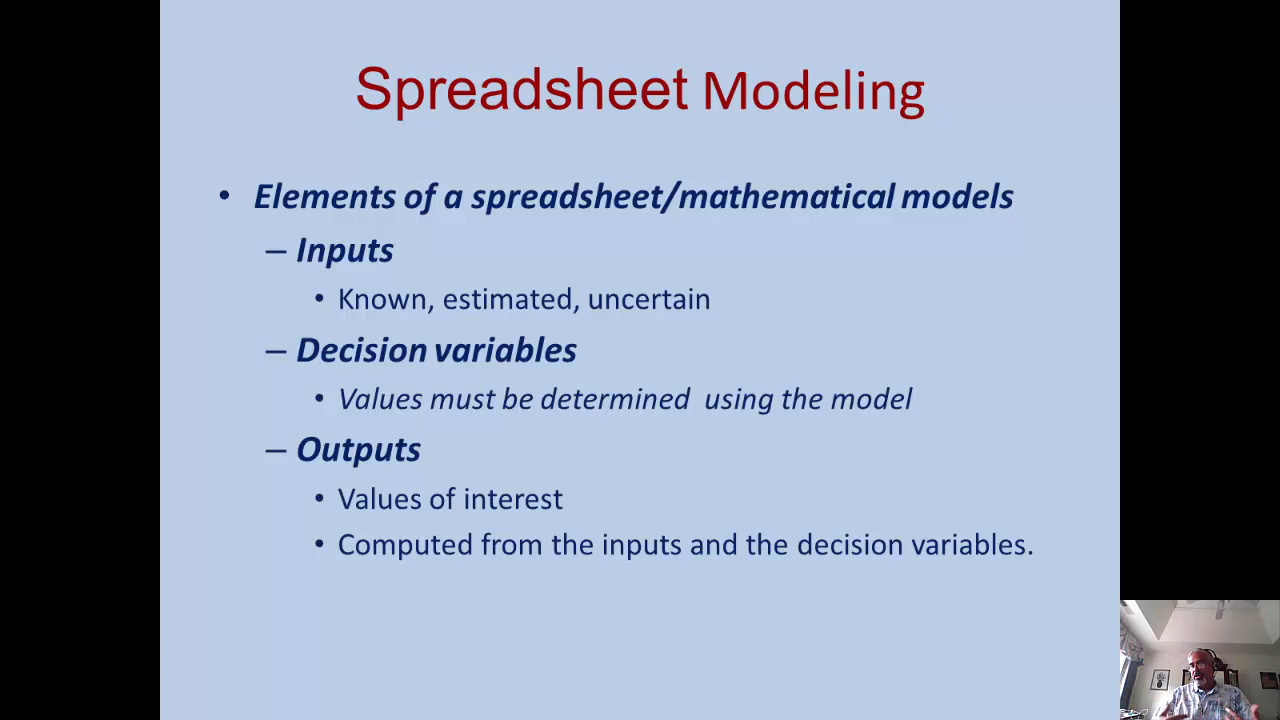 Spreadsheet Modeling
• Elements of a spreadsheet/mathematical models
– Inputs
• Known, estimated, uncertain
– Decision variables
• Values must be determined  using the model
– Outputs
• Values of interest
• Computed from the inputs and the decision variables.